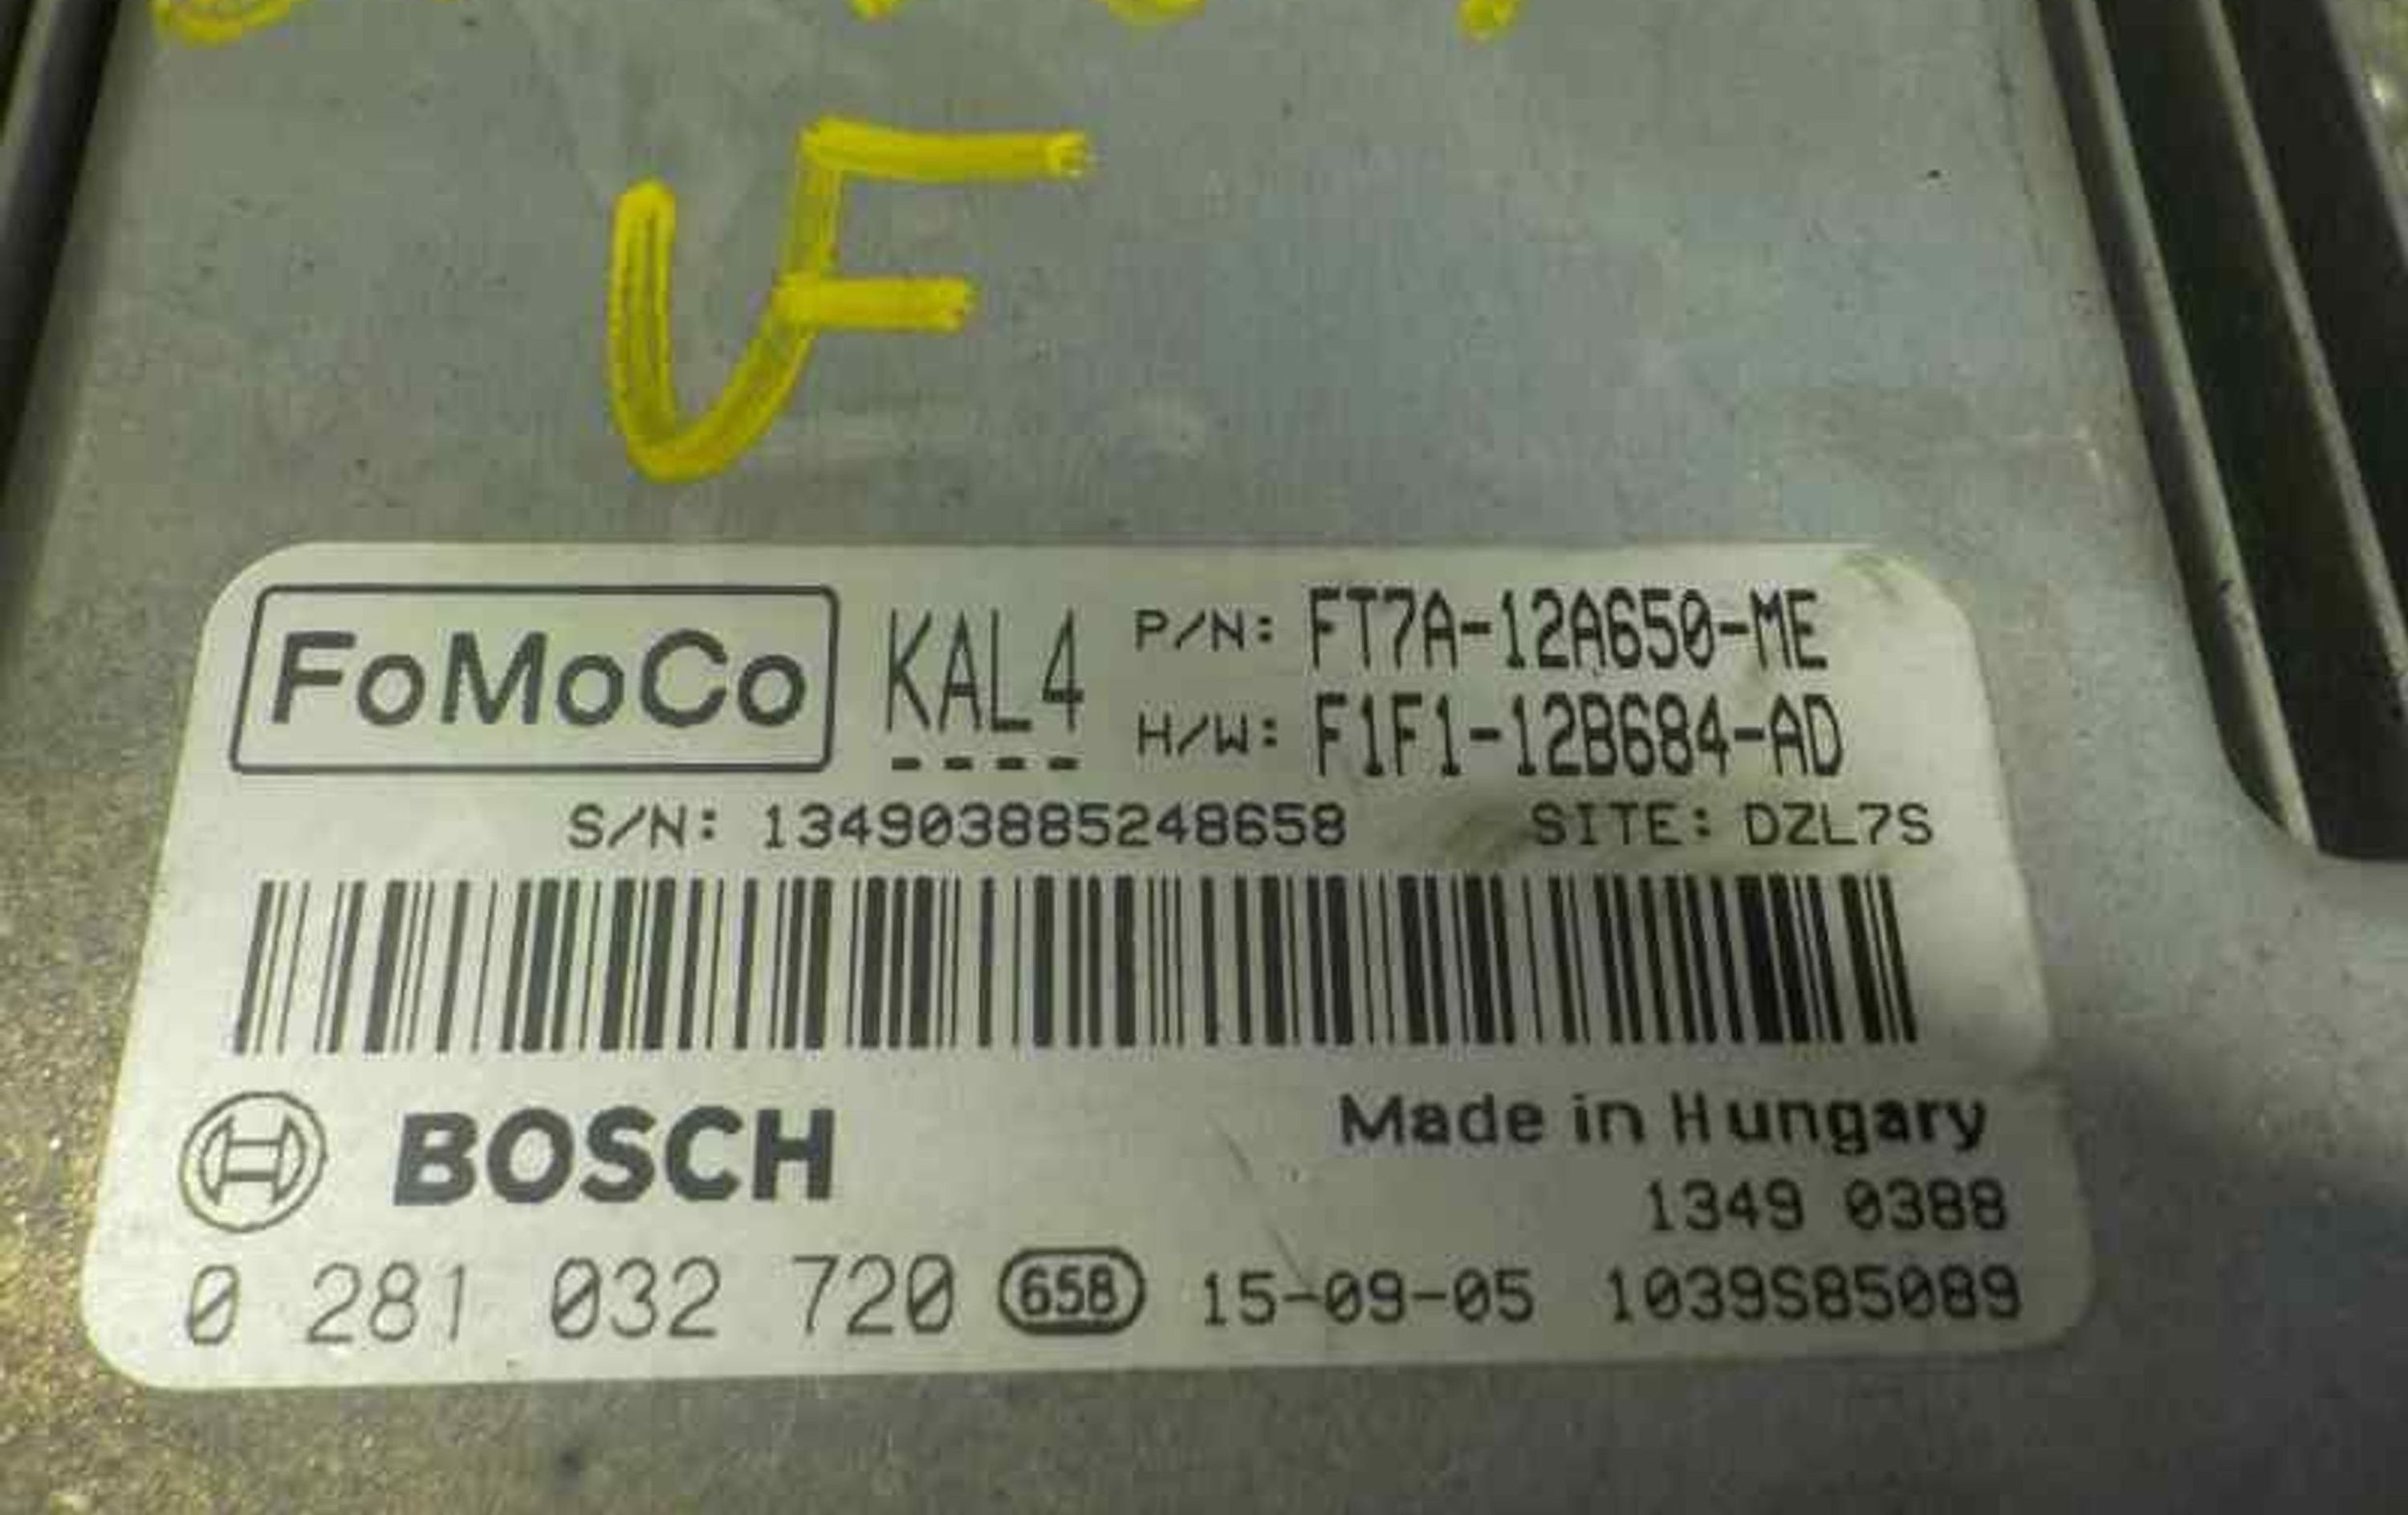 UF
FoMoCo KAL4 P/N: FT7A-12A650-ME
H/W: F1F1-12B684-AD
S/N: 134903885248658 SITE: DZL7S
BOSCH Made in Hungary
1349 0388
0 281 032 720 658 15-09-05 1039S85089